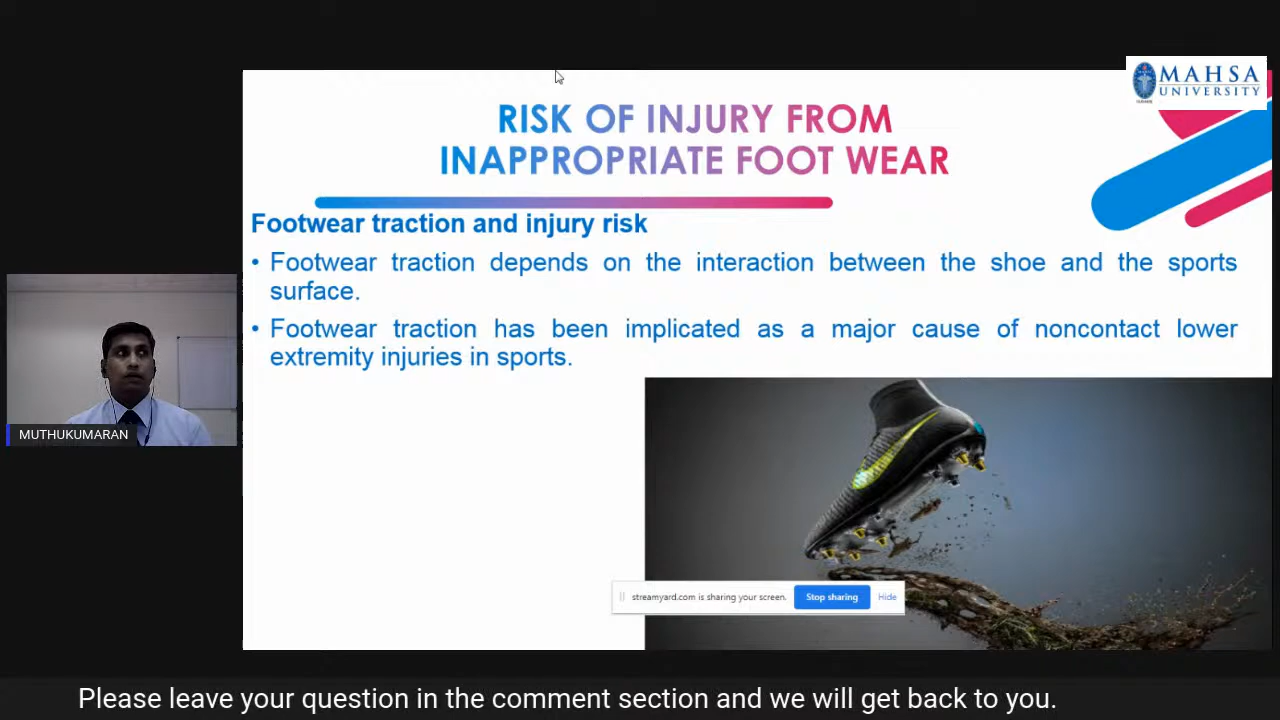 MAHSA
UNIVERSITY
RISK OF INJURY FROM
INAPPROPRIATE FOOT WEAR
Footwear traction and injury risk
• Footwear traction depends on the interaction between the shoe and the sports
surface.
• Footwear traction has been implicated as a major cause of noncontact lower
extremity injuries in sports.
MUTHUKUMARAN
streamyard.com is sharing your screen. Stop sharing Hide
Please leave your question in the comment section and we will get back to you.